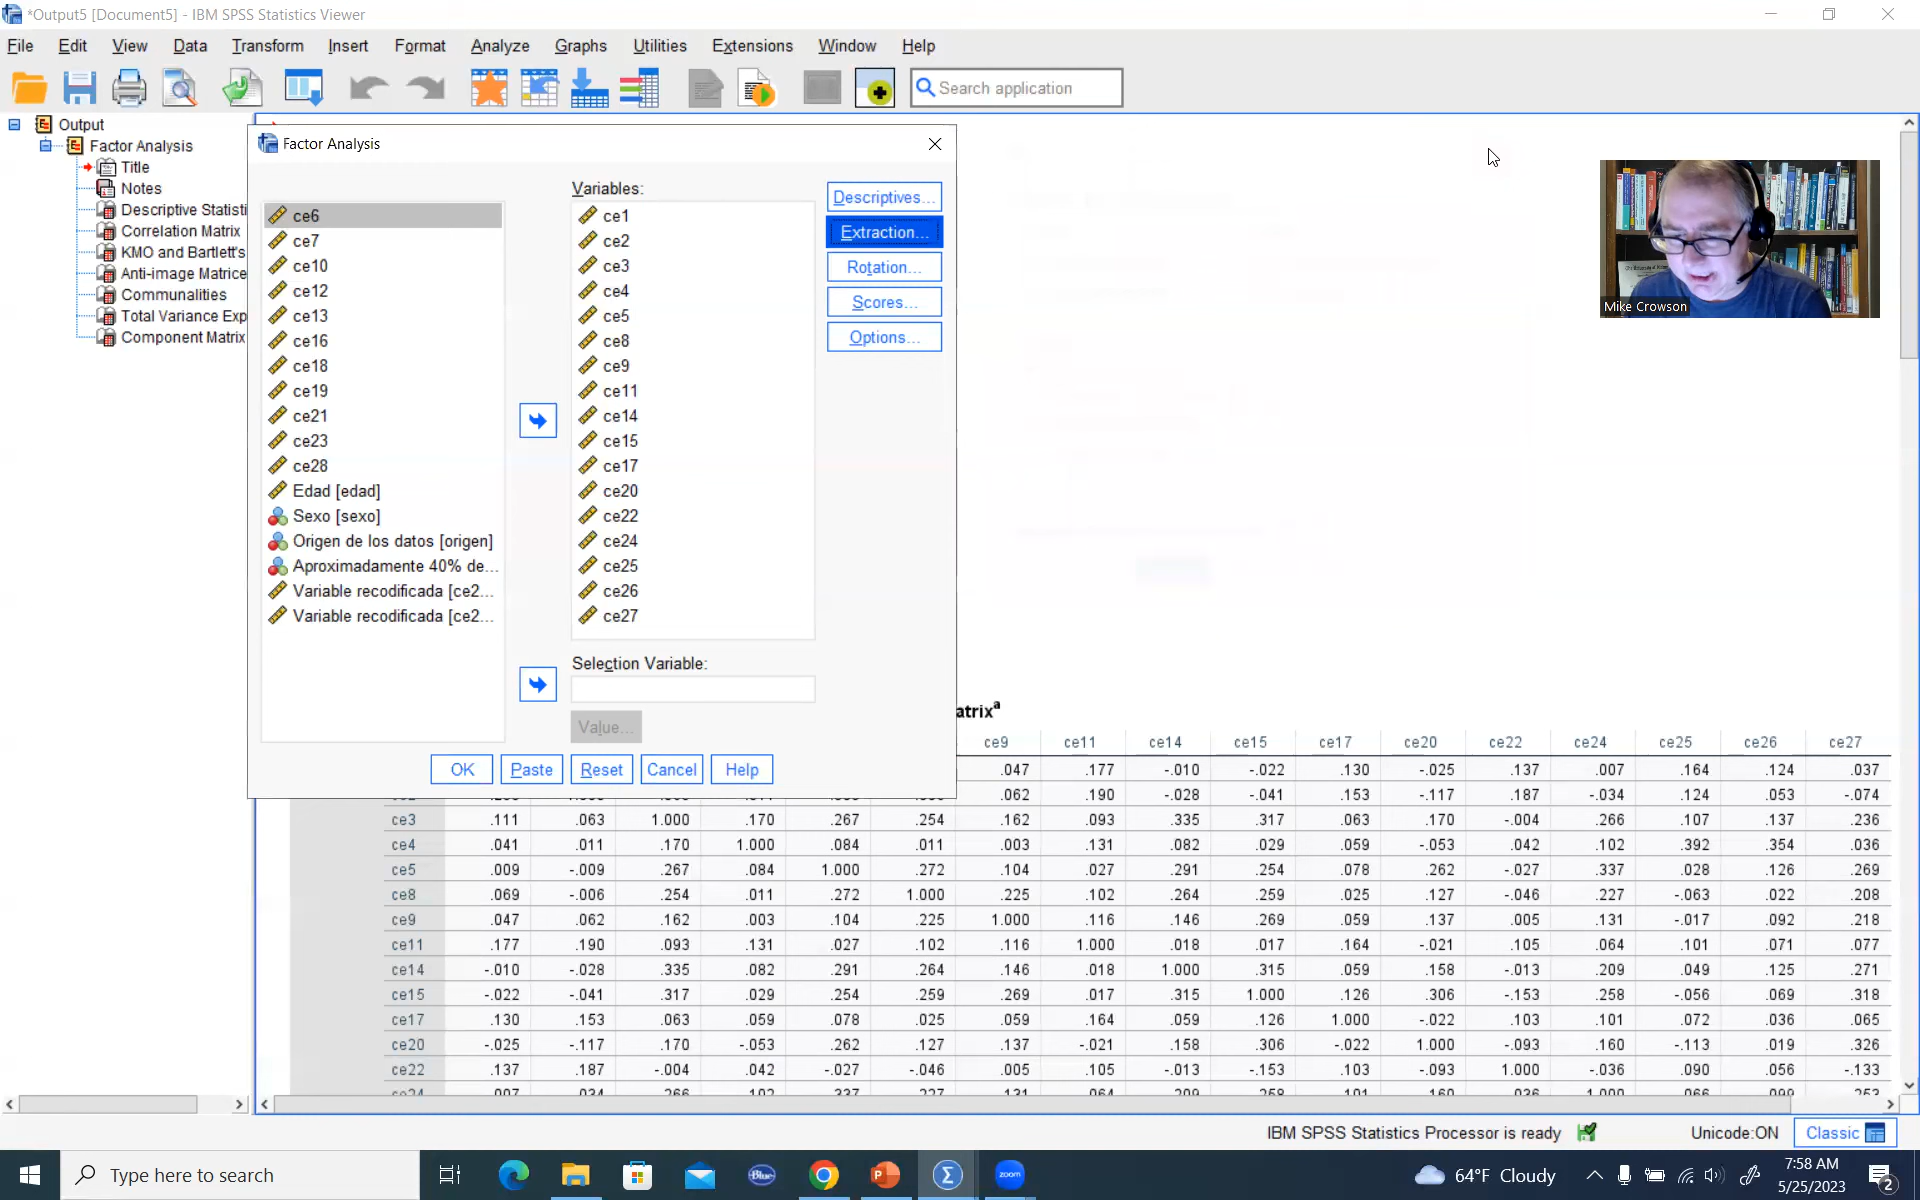 *Output5 [Document5] - IBM SPSS Statistics Viewer
File Edit View Data Transform Insert Format Analyze Graphs Utilities Extensions Window Help
Search application
Output
Factor Analysis
Title
Notes
Descriptive Statisti
Correlation Matrix
KMO and Bartlett's
Anti-image Matrice
Communalities
Total Variance Exp
Component Matrix
Factor Analysis
ce6
ce7
ce10
ce12
ce13
ce16
ce18
ce19
ce21
ce23
ce28
Edad [edad]
Sexo [sexo]
Origen de los datos [origen]
Aproximadamente 40% de...
Variable recodificada [ce2...
Variable recodificada [ce2...
Variables:
ce1
ce2
ce3
ce4
ce5
ce8
ce9
ce11
ce14
ce15
ce17
ce20
ce22
ce24
ce25
ce26
ce27
Selection Variable:
Value...
Descriptives...
Extraction...
Rotation...
Scores...
Options...
OK Paste Reset Cancel Help
Mike Crowson
atrixa
ce9 ce11 ce14 ce15 ce17 ce20 ce22 ce24 ce25 ce26 ce27
.047 .177 -.010 -.022 .130 -.025 .137 .007 .164 .124 .037
.062 .190 -.028 -.041 .153 -.117 .187 -.034 .124 .053 -.074
ce3 .111 .063 1.000 .170 .267 .254 .162 .093 .335 .317 .063 .170 -.004 .266 .107 .137 .236
ce4 .041 .011 .170 1.000 .084 .011 .003 .131 .082 .029 .059 -.053 .042 .102 .392 .354 .036
ce5 .009 -.009 .267 .084 1.000 .272 .104 .027 .291 .254 .078 .262 -.027 .337 .028 .126 .269
ce8 .069 -.006 .254 .011 .272 1.000 .225 .102 .264 .259 .025 .127 -.046 .227 -.063 .022 .208
ce9 .047 .062 .162 .003 .104 .225 1.000 .116 .146 .269 .059 .137 .005 .131 -.017 .092 .218
ce11 .177 .190 .093 .131 .027 .102 .116 1.000 .018 .017 .164 -.021 .105 .064 .101 .071 .077
ce14 -.010 -.028 .335 .082 .291 .264 .146 .018 1.000 .315 .059 .158 -.013 .209 .049 .125 .271
ce15 -.022 -.041 .317 .029 .254 .259 .269 .017 .315 1.000 .126 .306 -.153 .258 -.056 .069 .318
ce17 .130 .153 .063 .059 .078 .025 .059 .164 .059 .126 1.000 -.022 .103 .101 .072 .036 .065
ce20 -.025 -.117 .170 -.053 .262 .127 .137 -.021 .158 .306 -.022 1.000 -.093 .160 -.113 .019 .326
ce22 .137 .187 -.004 .042 -.027 -.046 .005 .105 -.013 -.153 .103 -.093 1.000 -.036 .090 .056 -.133
IBM SPSS Statistics Processor is ready Unicode:ON Classic
Type here to search
Blue
zoom
64°F Cloudy
7:58 AM
5/25/2023
2